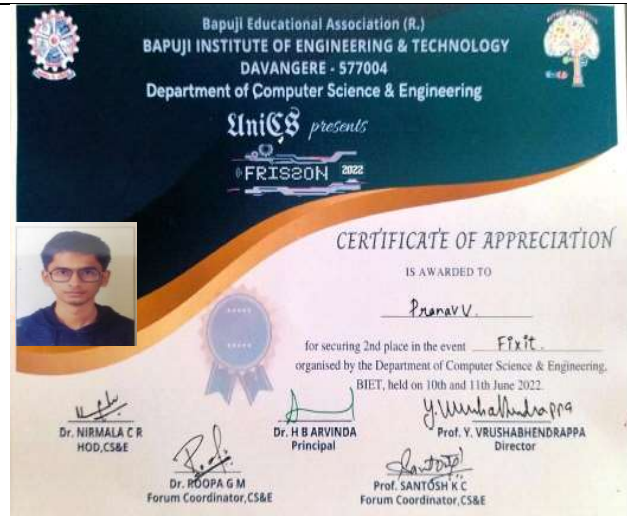 Bapuji Educational Association (R.)
BAPUJI INSTITUTE OF ENGINEERING & TECHNOLOGY
DAVANGERE - 577004
Department of Computer Science & Engineering
UniCS presents
FRISSON 2022
CERTIFICATE OF APPRECIATION
IS AWARDED TO
Pranav V.
for securing 2nd place in the event Fixit.
organised by the Department of Computer Science & Engineering,
BIET, held on 10th and 11th June 2022.
Y. Vrushabhendrappa
Dr. NIRMALA C R
HOD,CS&E
Dr. H B ARVINDA
Principal
Prof. Y. VRUSHABHENDRAPPA
Director
Dr. ROOPA G M
Forum Coordinator,CS&E
Santosh
Prof. SANTOSH K C
Forum Coordinator,CS&E